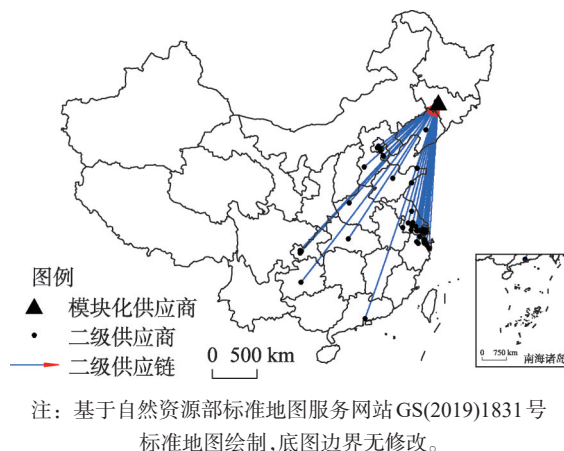 图例
模块化供应商
二级供应商
二级供应链
0 500 km
0 750 km
南海诸岛
注：基于自然资源部标准地图服务网站GS(2019)1831号
标准地图绘制,底图边界无修改。